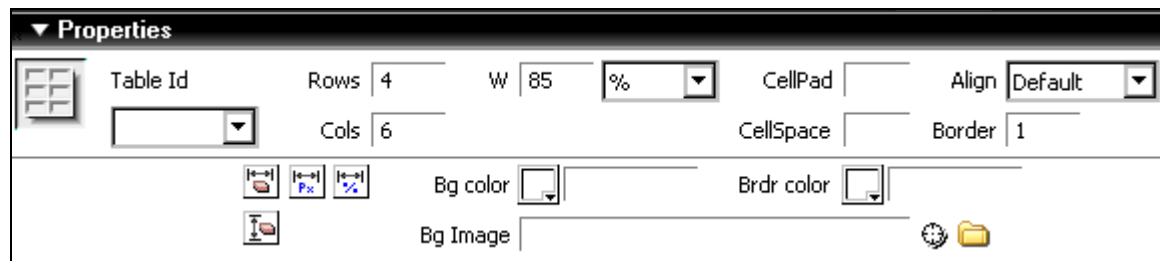 Properties
Table Id Rows 4 W 85 % CellPad Align Default
Cols 6 CellSpace Border 1
Px % Bg color Brdr color
Bg Image